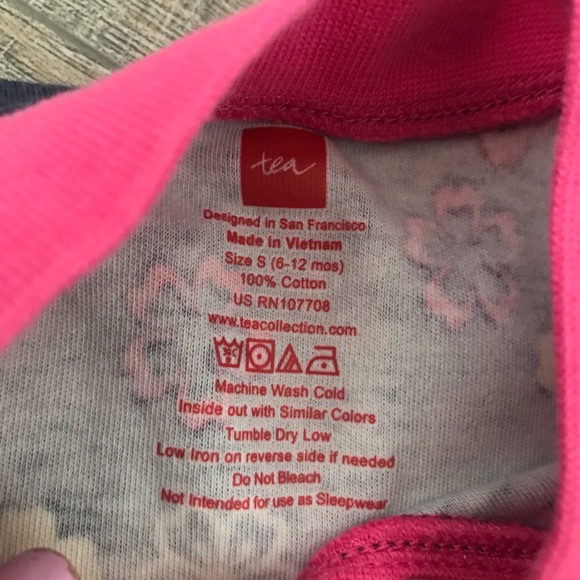 tea
Designed in San Francisco
Made in Vietnam
Size S (6-12 mos)
100% Cotton
US RN107708
www.teacollection.com
Machine Wash Cold
Inside out with Similar Colors
Tumble Dry Low
Low Iron on reverse side if needed
Do Not Bleach
Not Intended for use as Sleepwear